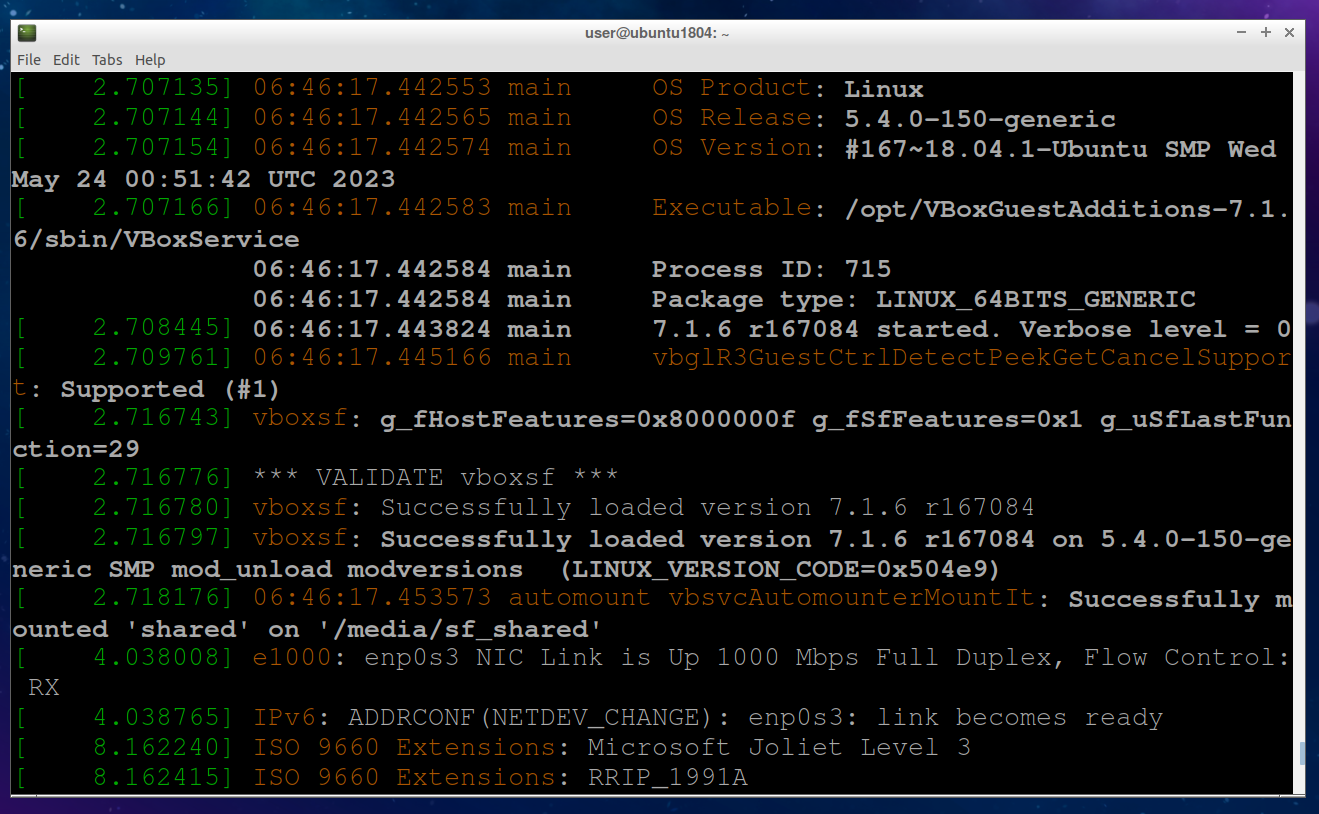 user@ubuntu1804: ~
File Edit Tabs Help
[    2.707135] 06:46:17.442553 main     OS Product: Linux
[    2.707144] 06:46:17.442565 main     OS Release: 5.4.0-150-generic
[    2.707154] 06:46:17.442574 main     OS Version: #167~18.04.1-Ubuntu SMP Wed
May 24 00:51:42 UTC 2023
[    2.707166] 06:46:17.442583 main     Executable: /opt/VBoxGuestAdditions-7.1.
6/sbin/VBoxService
               06:46:17.442584 main     Process ID: 715
               06:46:17.442584 main     Package type: LINUX_64BITS_GENERIC
[    2.708445] 06:46:17.443824 main     7.1.6 r167084 started. Verbose level = 0
[    2.709761] 06:46:17.445166 main     vbglR3GuestCtrlDetectPeekGetCancelSuppor
t: Supported (#1)
[    2.716743] vboxsf: g_fHostFeatures=0x8000000f g_fSfFeatures=0x1 g_uSfLastFun
ction=29
[    2.716776] *** VALIDATE vboxsf ***
[    2.716780] vboxsf: Successfully loaded version 7.1.6 r167084
[    2.716797] vboxsf: Successfully loaded version 7.1.6 r167084 on 5.4.0-150-ge
neric SMP mod_unload modversions  (LINUX_VERSION_CODE=0x504e9)
[    2.718176] 06:46:17.453573 automount vbsvcAutomounterMountIt: Successfully m
ounted 'shared' on '/media/sf_shared'
[    4.038008] e1000: enp0s3 NIC Link is Up 1000 Mbps Full Duplex, Flow Control:
 RX
[    4.038765] IPv6: ADDRCONF(NETDEV_CHANGE): enp0s3: link becomes ready
[    8.162240] ISO 9660 Extensions: Microsoft Joliet Level 3
[    8.162415] ISO 9660 Extensions: RRIP_1991A